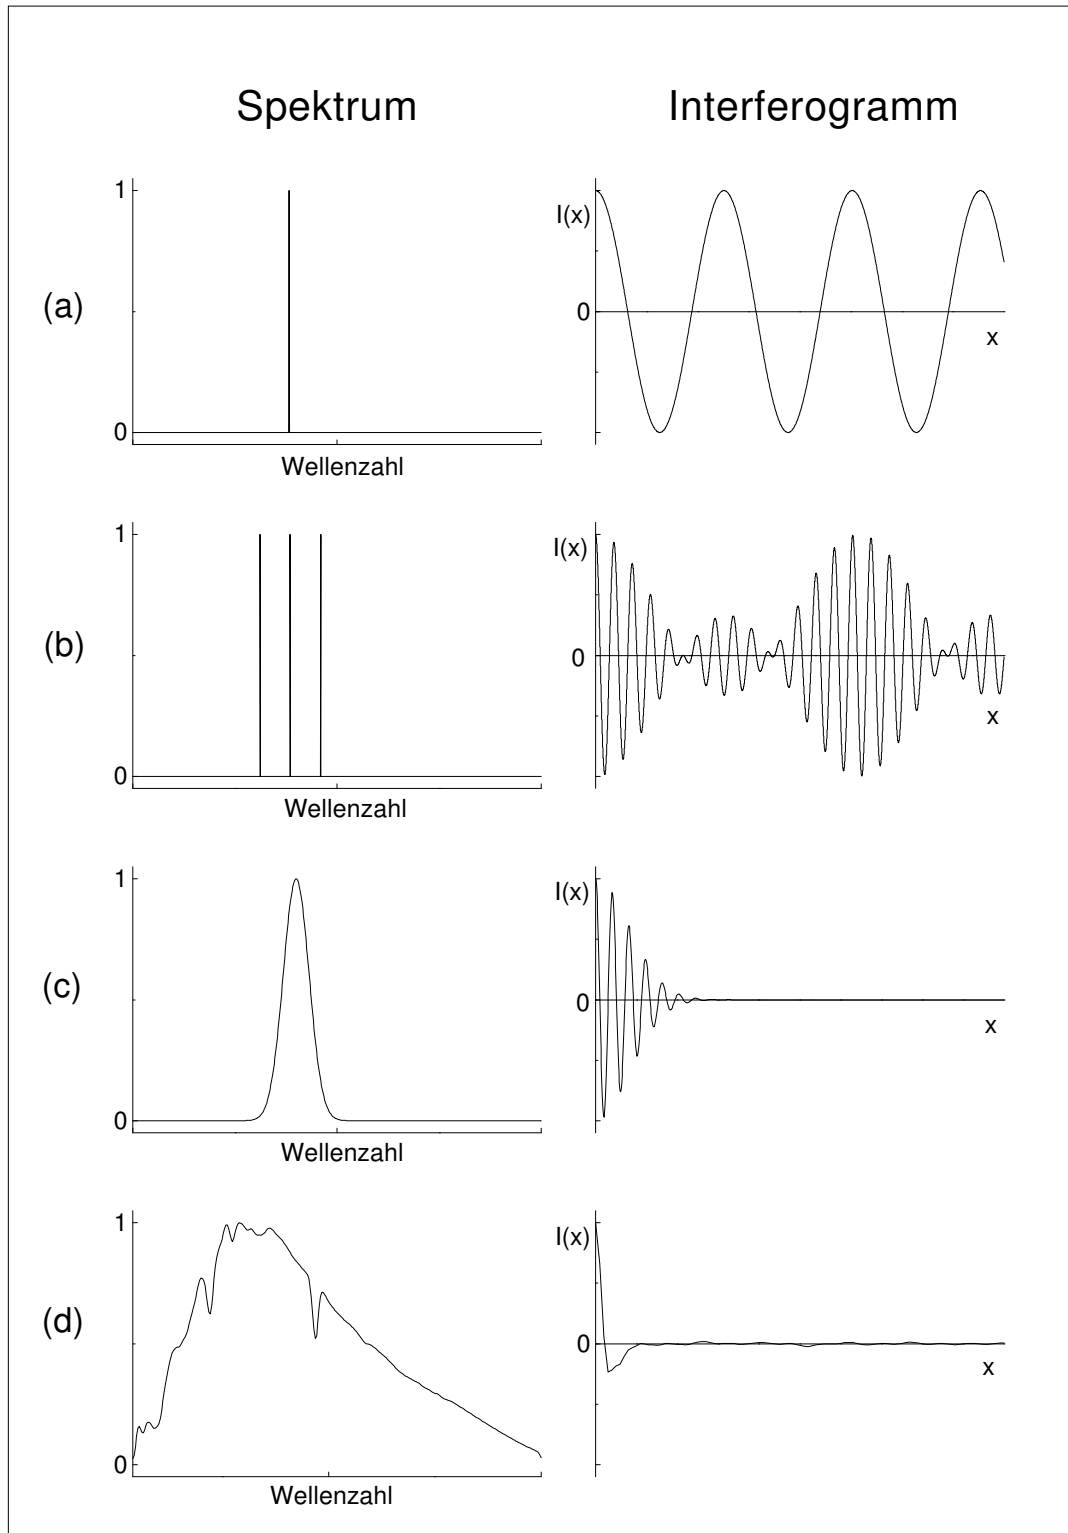 Spektrum Interferogramm
(a)
1
0
Wellenzahl
I(x)
0
x
(b)
1
0
Wellenzahl
I(x)
0
x
(c)
1
0
Wellenzahl
I(x)
0
x
(d)
1
0
Wellenzahl
I(x)
0
x